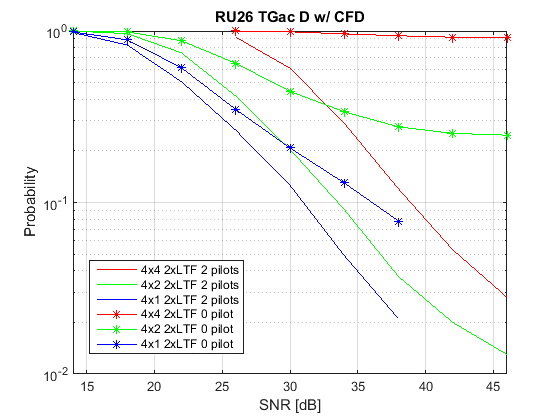 RU26 TGac D w/ CFD
10^0
10^-1
10^-2
Probability
4x4 2xLTF 2 pilots
4x2 2xLTF 2 pilots
4x1 2xLTF 2 pilots
4x4 2xLTF 0 pilot
4x2 2xLTF 0 pilot
4x1 2xLTF 0 pilot
15 20 25 30 35 40 45
SNR [dB]